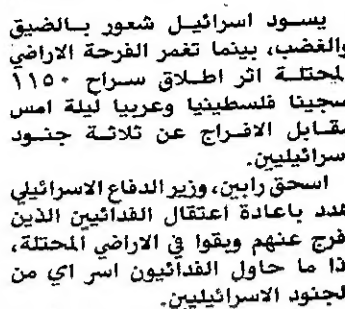 يسود اسرائيل شعور بالضيق
والغضب، بينما تغمر الفرحة الاراضي
المحتلة اثر اطلاق سراح ١١٥٠
سجينا فلسطينيا وعربيا ليلة امس
مقابل الافراج عن ثلاثة جنود
اسرائيليين.
اسحق رابين، وزير الدفاع الاسرائيلي
هدد باعادة اعتقال الفدائيين الذين
افرج عنهم وبقوا في الاراضي المحتلة،
اذا ما حاول الفدائيون اسر اي من
الجنود الاسرائيليين.